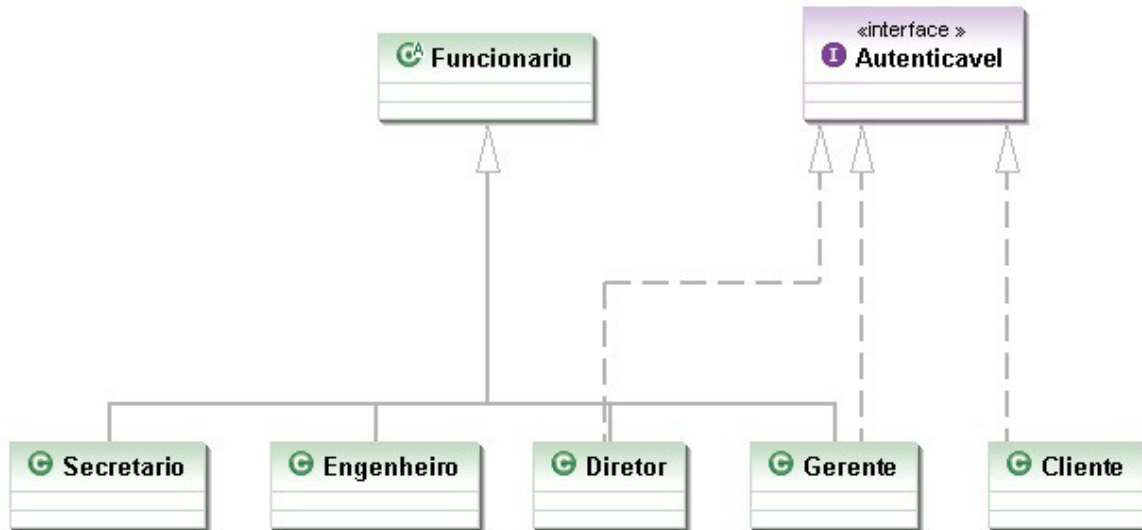 Funcionario
«interface »
Autenticavel
Secretario
Engenheiro
Diretor
Gerente
Cliente